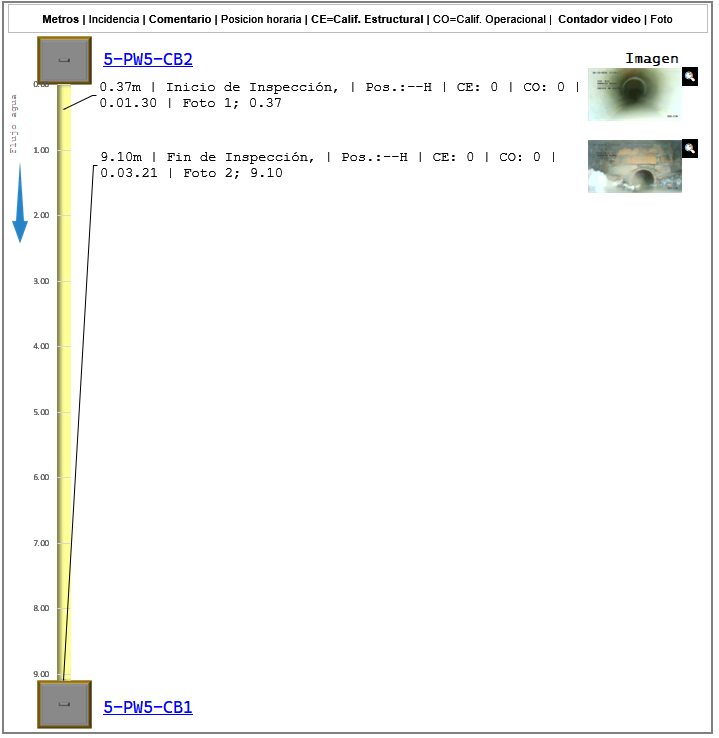 Metros | Incidencia | Comentario | Posicion horaria | CE=Calif. Estructural | CO=Calif. Operacional | Contador video | Foto
5-PW5-CB2
Imagen
0.00
0.37m | Inicio de Inspección, | Pos.:--H | CE: 0 | CO: 0 |
0.01.30 | Foto 1; 0.37
Flujo agua
1.00
9.10m | Fin de Inspección, | Pos.:--H | CE: 0 | CO: 0 |
0.03.21 | Foto 2; 9.10
2.00
3.00
4.00
5.00
6.00
7.00
8.00
9.00
5-PW5-CB1